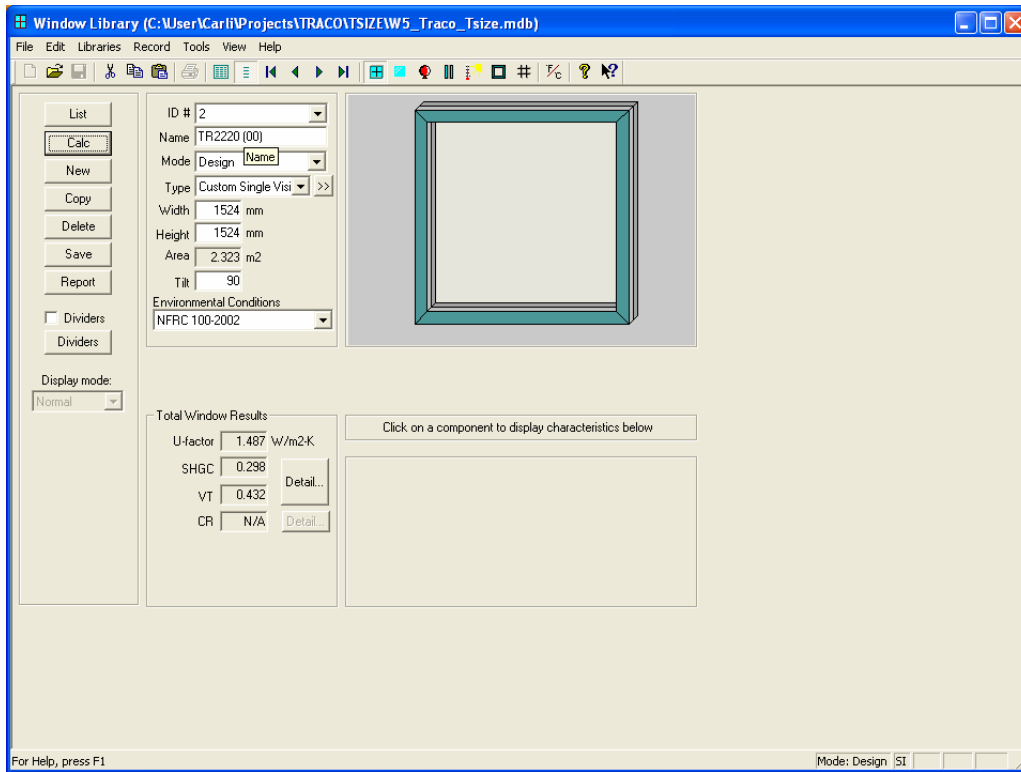 Window Library (C:\User\Carli\Projects\TRACO\TSIZE\W5_Traco_Tsize.mdb)
File Edit Libraries Record Tools View Help
F/C ? ?
List
Calc
New
Copy
Delete
Save
Report
Dividers
Dividers
Display mode:
Normal
ID # 2
Name TR2220 (00)
Name
Mode Design
Type Custom Single Visi >>
Width 1524 mm
Height 1524 mm
Area 2.323 m2
Tilt 90
Environmental Conditions
NFRC 100-2002
Total Window Results
U-factor 1.487 W/m2-K
SHGC 0.298
Detail...
VT 0.432
CR N/A Detail...
Click on a component to display characteristics below
For Help, press F1
Mode: Design SI